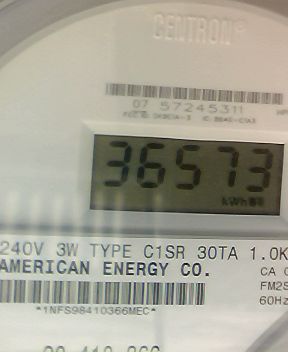 CENTRON®
07 57245311
36573
kWh
240V 3W TYPE C1SR 30TA 1.0K
AMERICAN ENERGY CO.
CA
FM2S
60Hz
*1NFS98410366MEC*